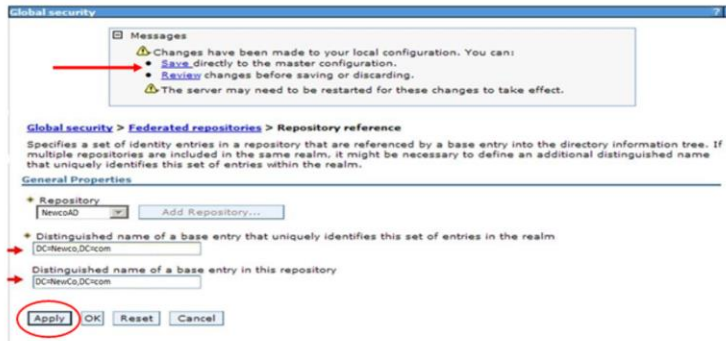 Global security
?
Messages
Changes have been made to your local configuration. You can:
Save directly to the master configuration.
Review changes before saving or discarding.
The server may need to be restarted for these changes to take effect.
Global security > Federated repositories > Repository reference
Specifies a set of identity entries in a repository that are referenced by a base entry into the directory information tree. If
multiple repositories are included in the same realm, it might be necessary to define an additional distinguished name
that uniquely identifies this set of entries within the realm.
General Properties
* Repository
NewcoAD
Add Repository...
* Distinguished name of a base entry that uniquely identifies this set of entries in the realm
DC=Newco,DC=com
Distinguished name of a base entry in this repository
DC=NewCo,DC=com
Apply OK Reset Cancel